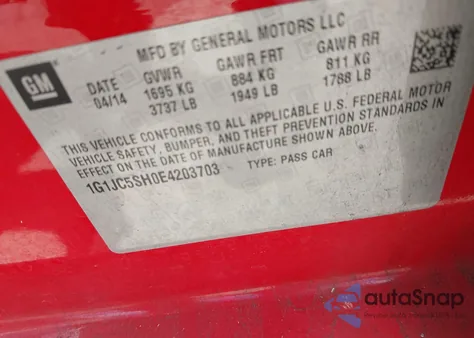 MFD BY GENERAL MOTORS LLC
GM
DATE GVWR GAWR FRT GAWR RR
04/14 1695 KG 884 KG 811 KG
3737 LB 1949 LB 1788 LB
THIS VEHICLE CONFORMS TO ALL APPLICABLE U.S. FEDERAL MOTOR
VEHICLE SAFETY, BUMPER, AND THEFT PREVENTION STANDARDS IN
EFFECT ON THE DATE OF MANUFACTURE SHOWN ABOVE.
1G1JC5SH0E4203703 TYPE: PASS CAR
autoSnap